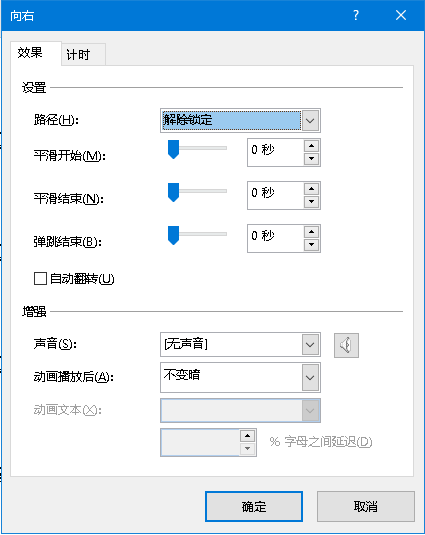 向右
效果 计时
设置
路径(H): 解除锁定
平滑开始(M): 0 秒
平滑结束(N): 0 秒
弹跳结束(B): 0 秒
自动翻转(U)
增强
声音(S): [无声音]
动画播放后(A): 不变暗
动画文本(X):
% 字母之间延迟(D)
确定 取消